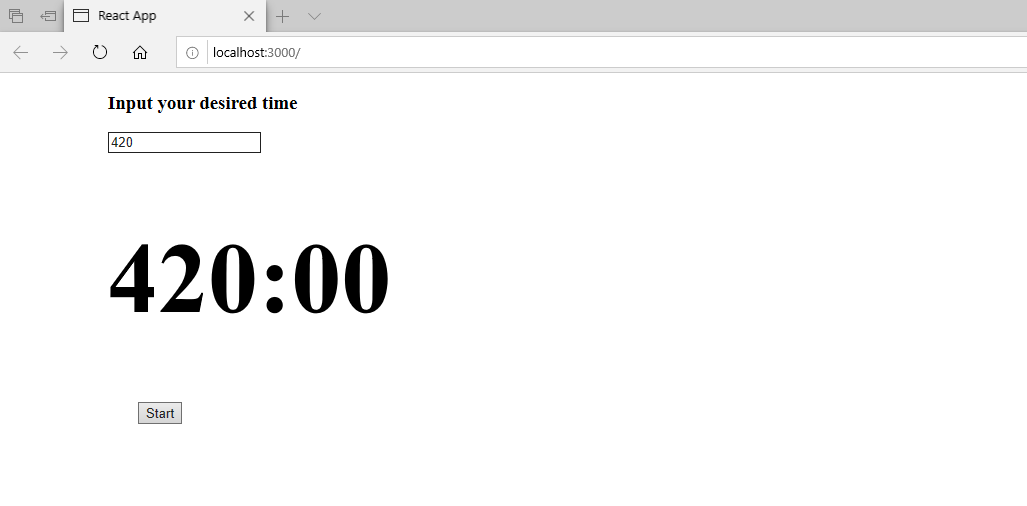 React App
localhost:3000/
Input your desired time
420
420:00
Start